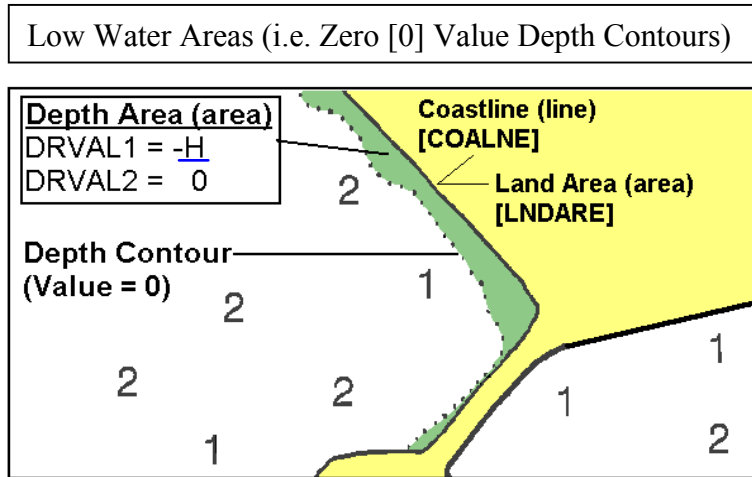 Low Water Areas (i.e. Zero [0] Value Depth Contours)
Depth Area (area)
DRVAL1 = -H
DRVAL2 = 0
Coastline (line)
[COALNE]
Land Area (area)
[LNDARE]
2
Depth Contour
(Value = 0)
1
2
1
2
2
1
1
2